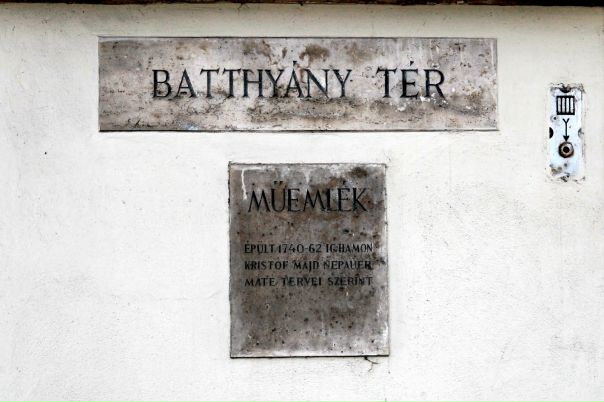 BATTHYÁNY TÉR
MŰEMLÉK
ÉPÜLT 1740-62 IG HAMON
KRISTÓF MAJD NEPAUER
MÁTÉ TERVEI SZERINT